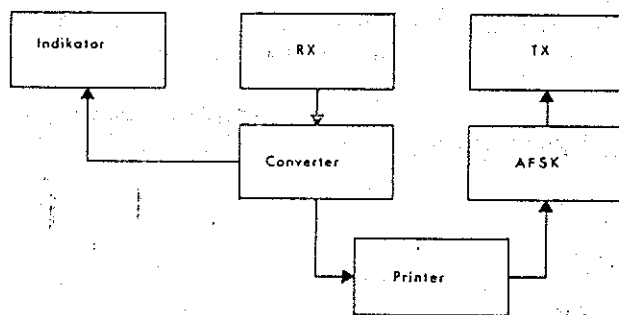 Indikator
RX
TX
Converter
AFSK
Printer